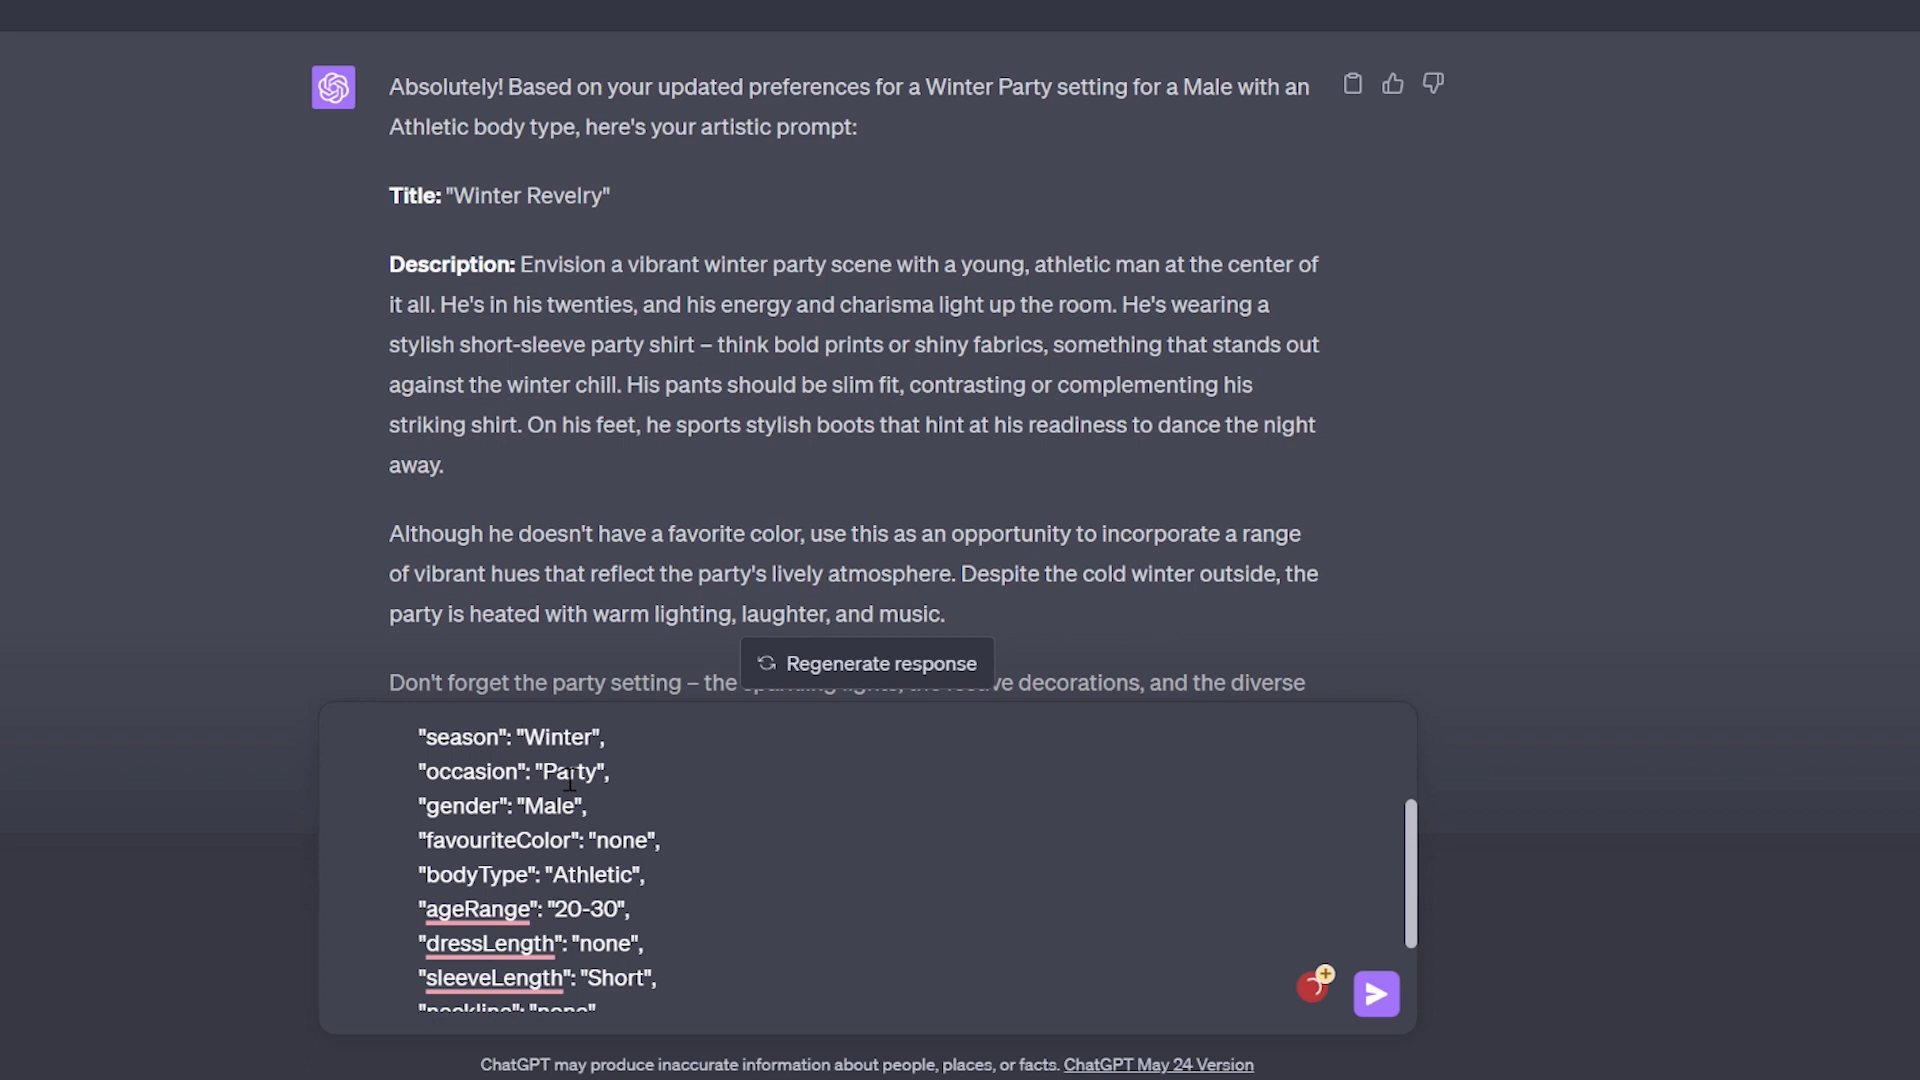 Absolutely! Based on your updated preferences for a Winter Party setting for a Male with an
Athletic body type, here's your artistic prompt:
Title: "Winter Revelry"
Description: Envision a vibrant winter party scene with a young, athletic man at the center of
it all. He's in his twenties, and his energy and charisma light up the room. He's wearing a
stylish short-sleeve party shirt – think bold prints or shiny fabrics, something that stands out
against the winter chill. His pants should be slim fit, contrasting or complementing his
striking shirt. On his feet, he sports stylish boots that hint at his readiness to dance the night
away.
Although he doesn't have a favorite color, use this as an opportunity to incorporate a range
of vibrant hues that reflect the party's lively atmosphere. Despite the cold winter outside, the
party is heated with warm lighting, laughter, and music.
Regenerate response
Don't forget the party setting – the decorations, and the diverse
"season": "Winter",
"occasion": "Party",
"gender": "Male",
"favouriteColor": "none",
"bodyType": "Athletic",
"ageRange": "20-30",
"dressLength": "none",
"sleeveLength": "Short",
"neckline": "none"
ChatGPT may produce inaccurate information about people, places, or facts. ChatGPT May 24 Version